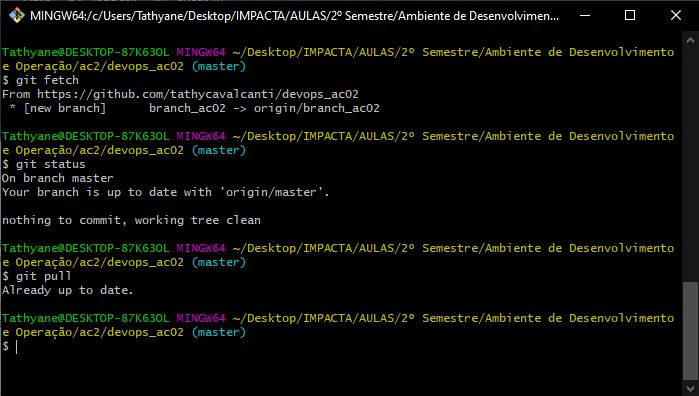 MINGW64:/c/Users/Tathyane/Desktop/IMPACTA/AULAS/2º Semestre/Ambiente de Desenvolvimen...
Tathyane@DESKTOP-87K63OL MINGW64 ~/Desktop/IMPACTA/AULAS/2º Semestre/Ambiente de Desenvolvimento
e Operação/ac2/devops_ac02 (master)
$ git fetch
From https://github.com/tathycavalcanti/devops_ac02
 * [new branch]      branch_ac02 -> origin/branch_ac02
Tathyane@DESKTOP-87K63OL MINGW64 ~/Desktop/IMPACTA/AULAS/2º Semestre/Ambiente de Desenvolvimento
e Operação/ac2/devops_ac02 (master)
$ git status
On branch master
Your branch is up to date with 'origin/master'.
nothing to commit, working tree clean
Tathyane@DESKTOP-87K63OL MINGW64 ~/Desktop/IMPACTA/AULAS/2º Semestre/Ambiente de Desenvolvimento
e Operação/ac2/devops_ac02 (master)
$ git pull
Already up to date.
Tathyane@DESKTOP-87K63OL MINGW64 ~/Desktop/IMPACTA/AULAS/2º Semestre/Ambiente de Desenvolvimento
e Operação/ac2/devops_ac02 (master)
$